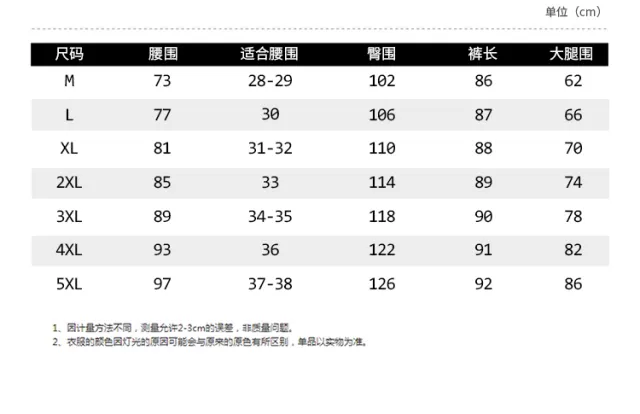 单位（cm）
尺码 腰围 适合腰围 臀围 裤长 大腿围
M 73 28-29 102 86 62
L 77 30 106 87 66
XL 81 31-32 110 88 70
2XL 85 33 114 89 74
3XL 89 34-35 118 90 78
4XL 93 36 122 91 82
5XL 97 37-38 126 92 86
1、因计量方法不同，测量允许2-3cm的误差，非质量问题。
2、衣服的颜色因灯光的原因可能会与原来的原色有所区别，单品以实物为准。